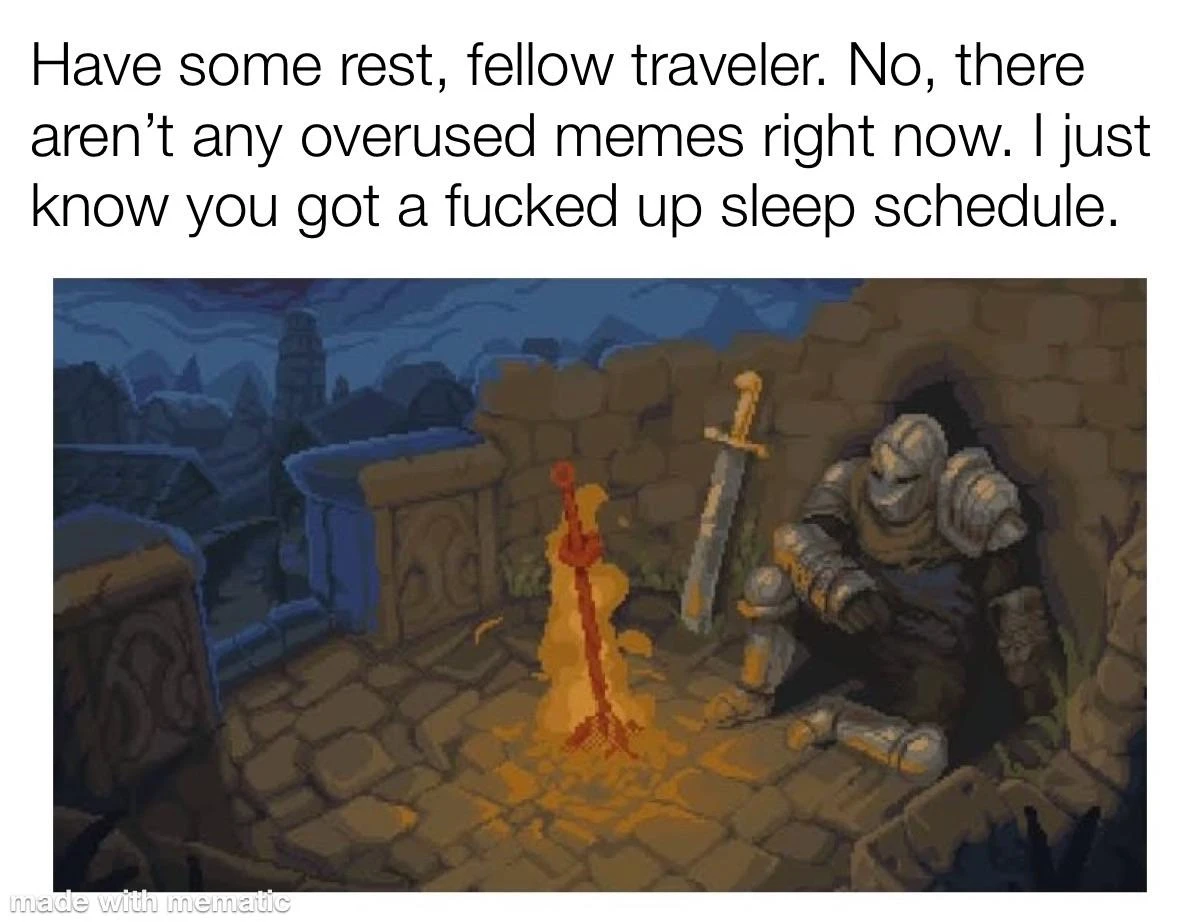 Have some rest, fellow traveler. No, there
aren’t any overused memes right now. I just
know you got a fucked up sleep schedule.
made with mematic